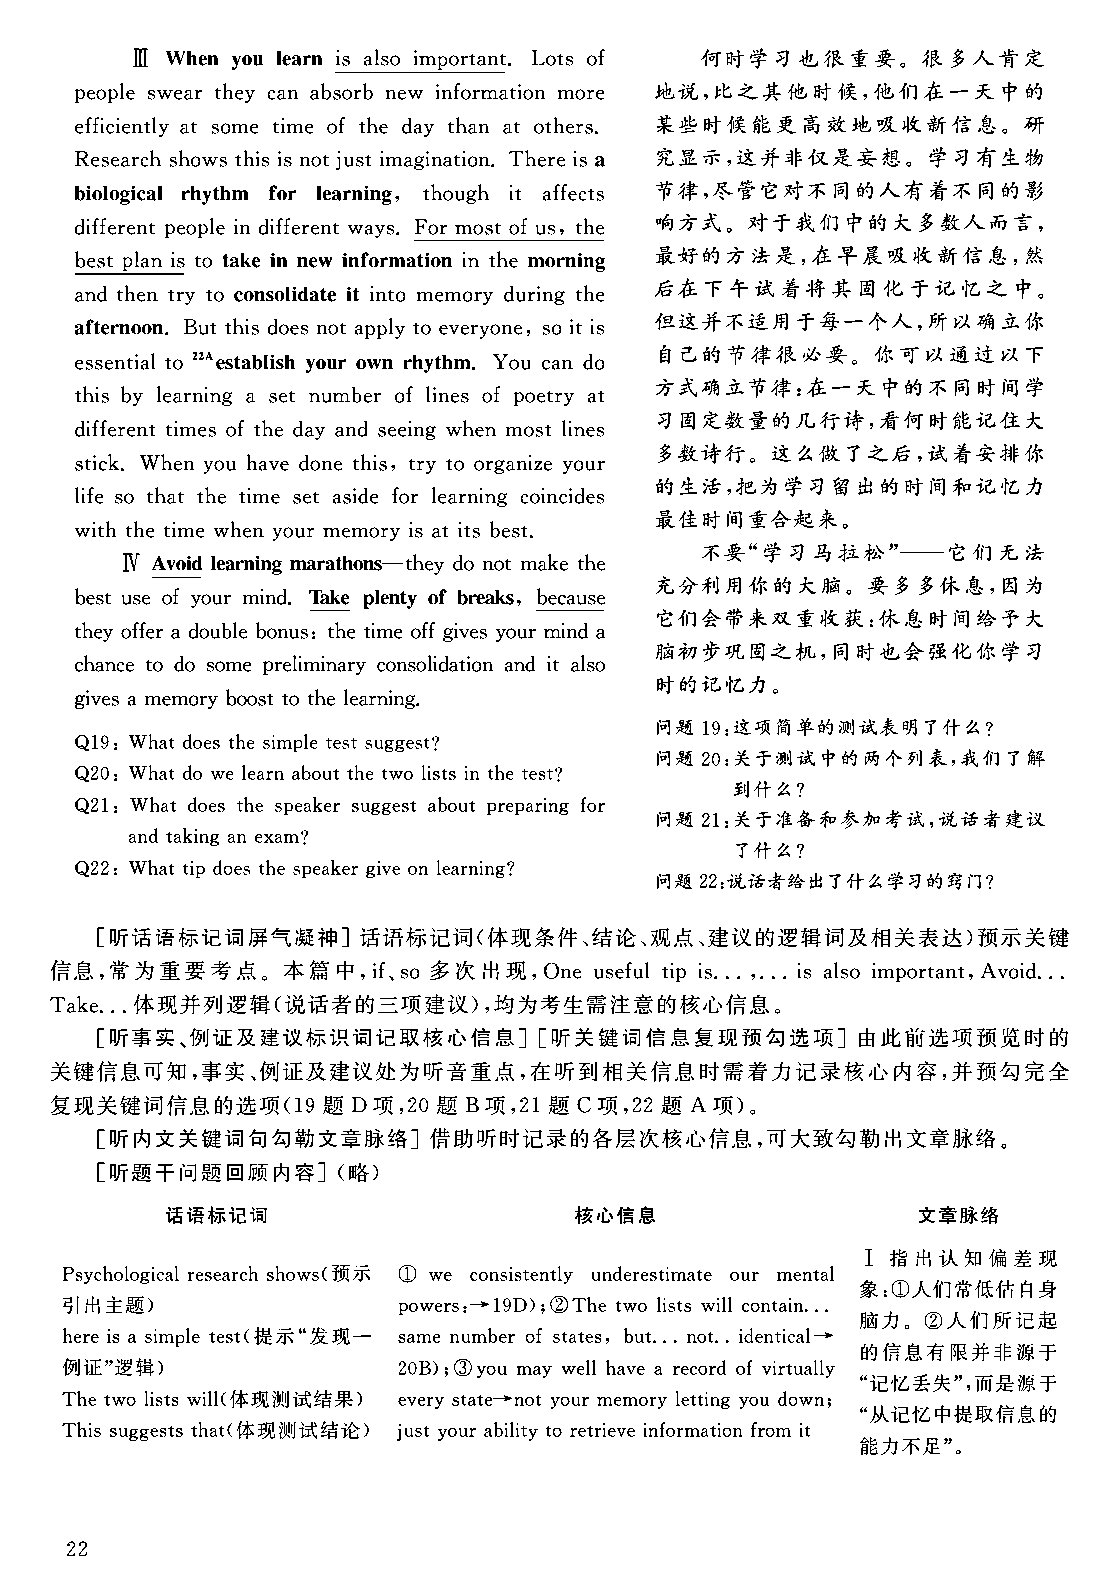 Ⅲ When you learn is also important. Lots of
people swear they can absorb new information more
efficiently at some time of the day than at others.
Research shows this is not just imagination. There is a
biological rhythm for learning, though it affects
different people in different ways. For most of us, the
best plan is to take in new information in the morning
and then try to consolidate it into memory during the
afternoon. But this does not apply to everyone, so it is
essential to 22Aestablish your own rhythm. You can do
this by learning a set number of lines of poetry at
different times of the day and seeing when most lines
stick. When you have done this, try to organize your
life so that the time set aside for learning coincides
with the time when your memory is at its best.
Ⅳ Avoid learning marathons—they do not make the
best use of your mind. Take plenty of breaks, because
they offer a double bonus: the time off gives your mind a
chance to do some preliminary consolidation and it also
gives a memory boost to the learning.
Q19: What does the simple test suggest?
Q20: What do we learn about the two lists in the test?
Q21: What does the speaker suggest about preparing for
and taking an exam?
Q22: What tip does the speaker give on learning?
何时学习也很重要。很多人肯定
地说,比之其他时候,他们在一天中的
某些时候能更高效地吸收新信息。研
究显示,这并非仅是妄想。学习有生物
节律,尽管它对不同的人有着不同的影
响方式。对于我们中的大多数人而言,
最好的方法是,在早晨吸收新信息,然
后在下午试着将其固化于记忆之中。
但这并不适用于每一个人,所以确立你
自己的节律很必要。你可以通过以下
方式确立节律:在一天中的不同时间学
习固定数量的几行诗,看何时能记住大
多数诗行。这么做了之后,试着安排你
的生活,把为学习留出的时间和记忆力
最佳时间重合起来。
不要“学习马拉松”——它们无法
充分利用你的大脑。要多多休息,因为
它们会带来双重收获:休息时间给予大
脑初步巩固之机,同时也会强化你学习
时的记忆力。
问题 19:这项简单的测试表明了什么?
问题 20:关于测试中的两个列表,我们了解
到什么?
问题 21:关于准备和参加考试,说话者建议
了什么?
问题 22:说话者给出了什么学习的窍门?
[听话语标记词屏气凝神] 话语标记词(体现条件、结论、观点、建议的逻辑词及相关表达)预示关键
信息,常为重要考点。本篇中,if、so 多次出现,One useful tip is...,... is also important, Avoid...
Take... 体现并列逻辑(说话者的三项建议),均为考生需注意的核心信息。
[听事实、例证及建议标识词记取核心信息] [听关键词信息复现预勾选项] 由此前选项预览时的
关键信息可知,事实、例证及建议处为听音重点,在听到相关信息时需着力记录核心内容,并预勾完全
复现关键词信息的选项(19 题 D 项,20 题 B 项,21 题 C 项,22 题 A 项)。
[听内文关键词句勾勒文章脉络] 借助听时记录的各层次核心信息,可大致勾勒出文章脉络。
[听题干问题回顾内容] (略)
话语标记词
Psychological research shows(预示
引出主题)
here is a simple test(提示“发现—
例证”逻辑)
The two lists will(体现测试结果)
This suggests that(体现测试结论)
核心信息
① we consistently underestimate our mental
powers:→19D);②The two lists will contain...
same number of states, but... not.. identical→
20B);③you may well have a record of virtually
every state→not your memory letting you down;
just your ability to retrieve information from it
文章脉络
Ⅰ 指出认知偏差现
象:①人们常低估自身
脑力。②人们所记起
的信息有限并非源于
“记忆丢失”,而是源于
“从记忆中提取信息的
能力不足”。
22